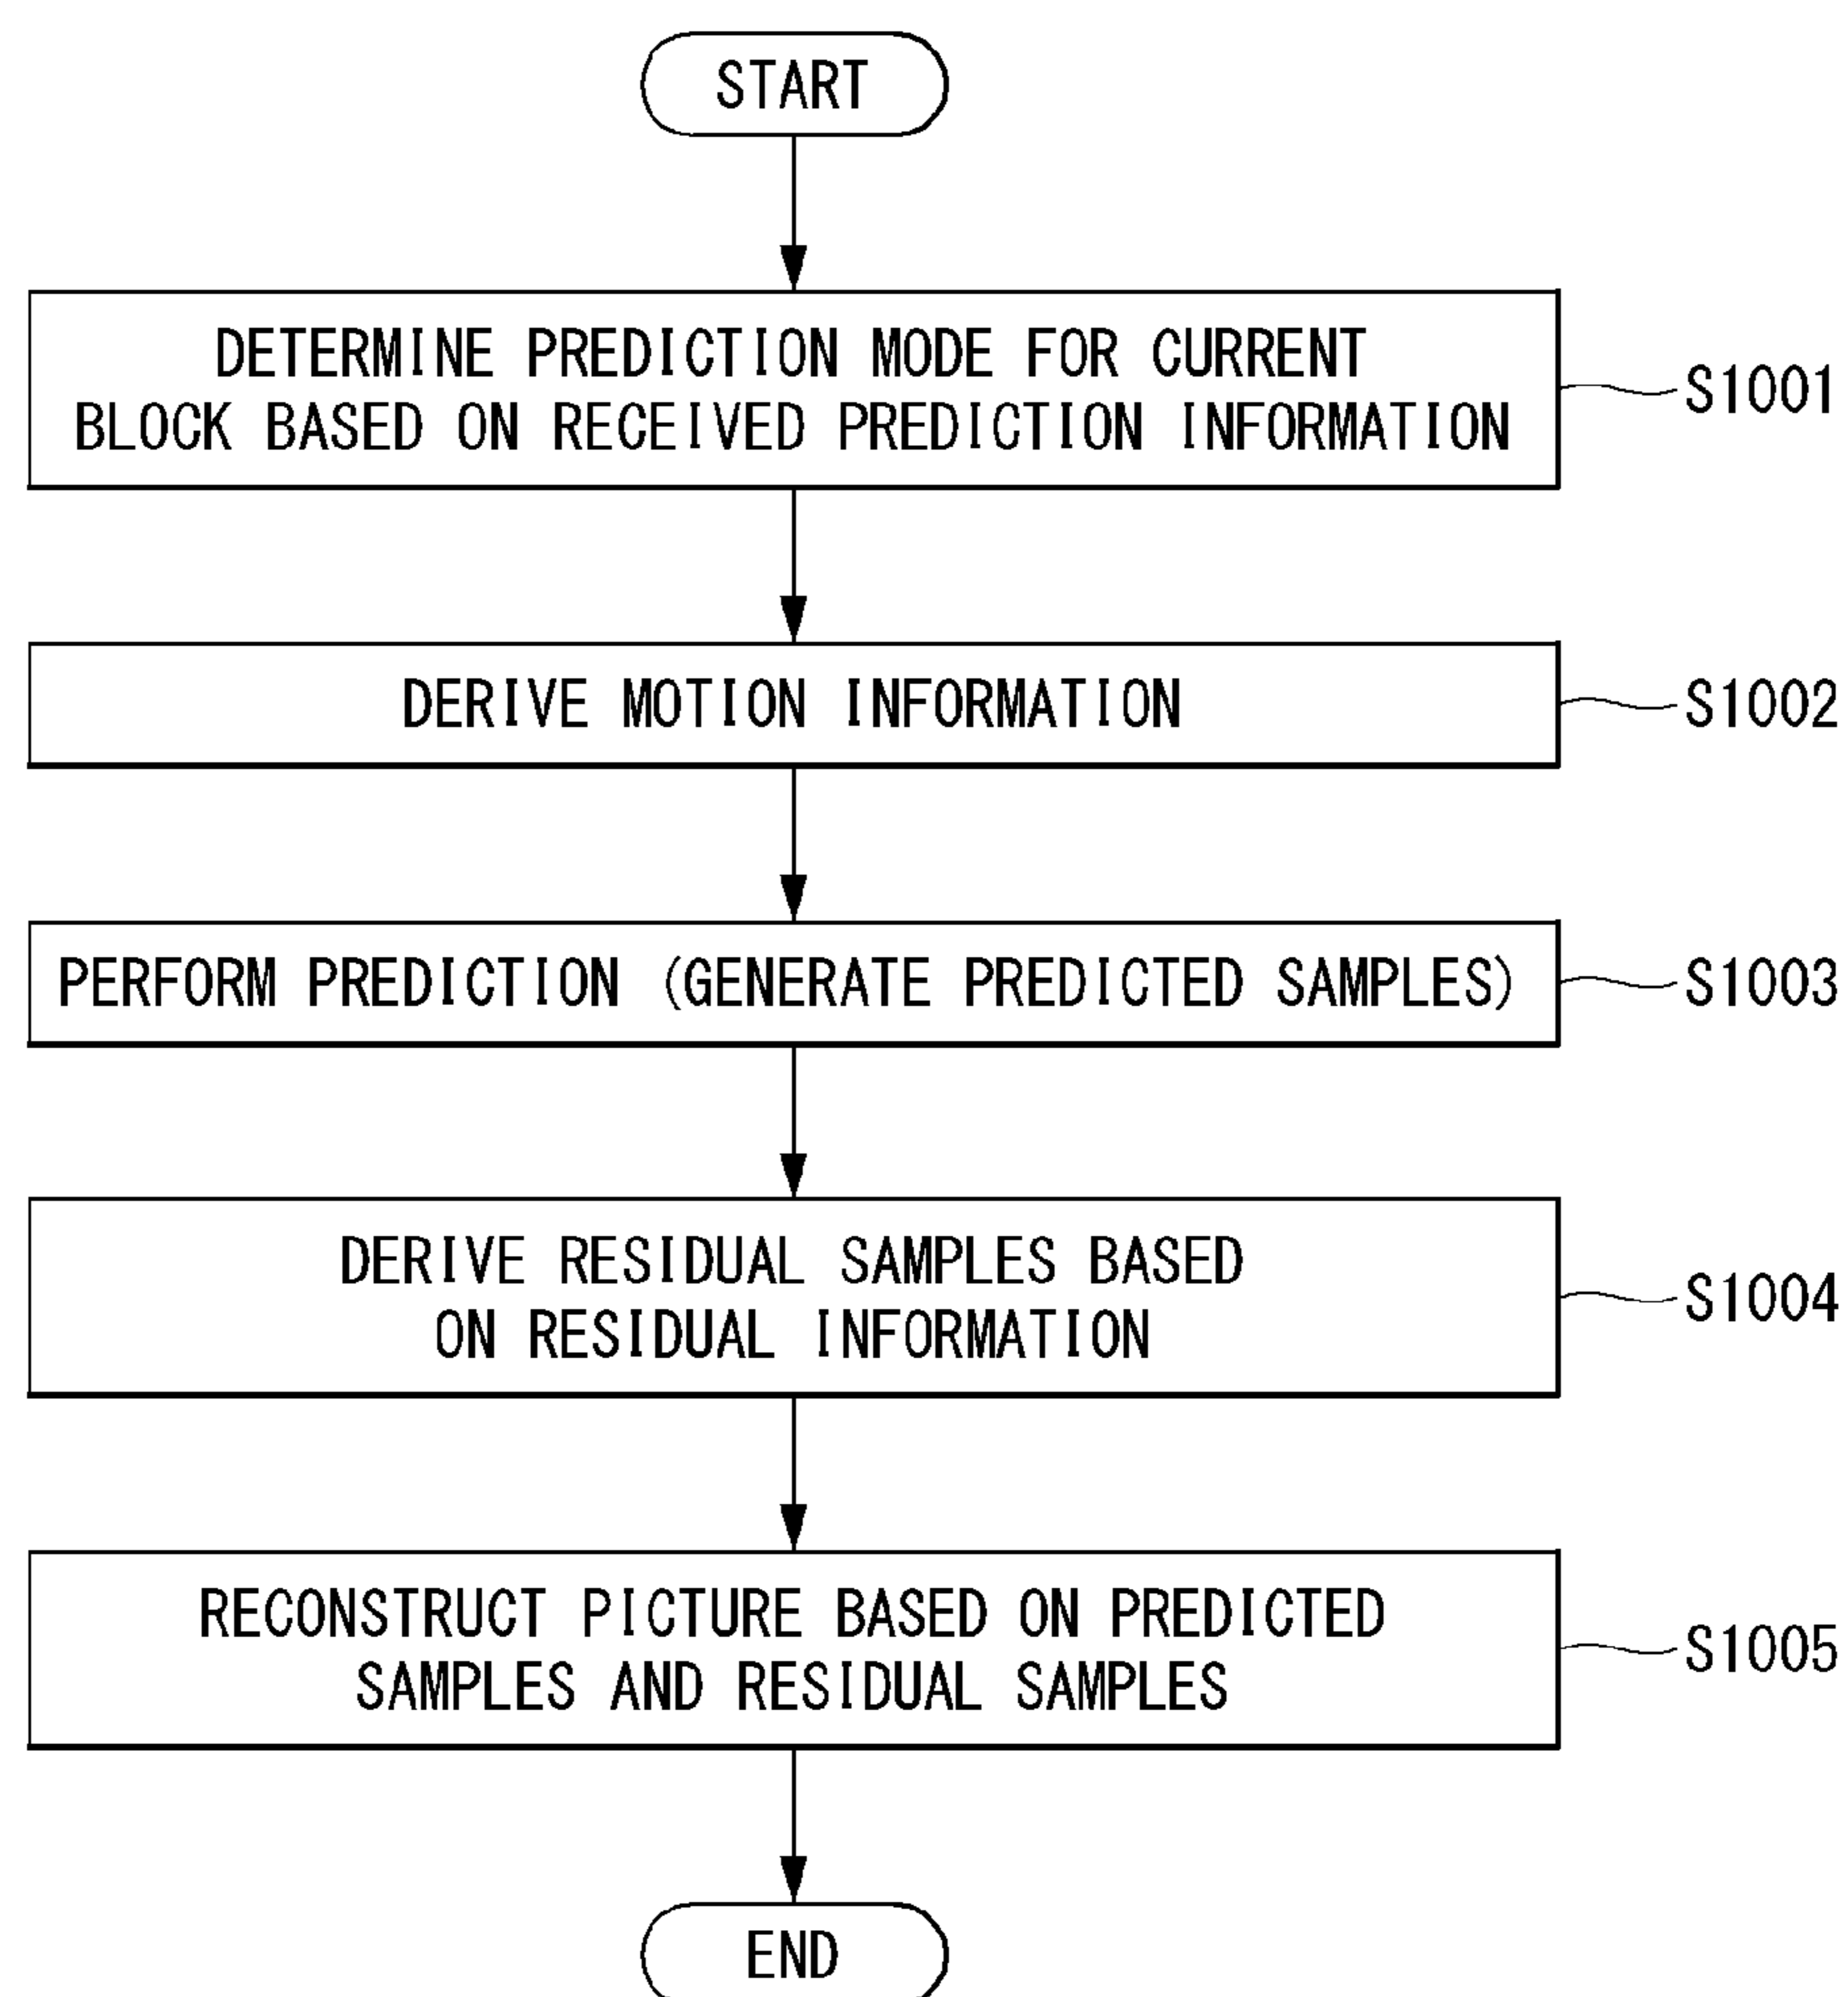 START
DETERMINE PREDICTION MODE FOR CURRENT
BLOCK BASED ON RECEIVED PREDICTION INFORMATION
S1001
DERIVE MOTION INFORMATION
S1002
PERFORM PREDICTION (GENERATE PREDICTED SAMPLES)
S1003
DERIVE RESIDUAL SAMPLES BASED
ON RESIDUAL INFORMATION
S1004
RECONSTRUCT PICTURE BASED ON PREDICTED
SAMPLES AND RESIDUAL SAMPLES
S1005
END